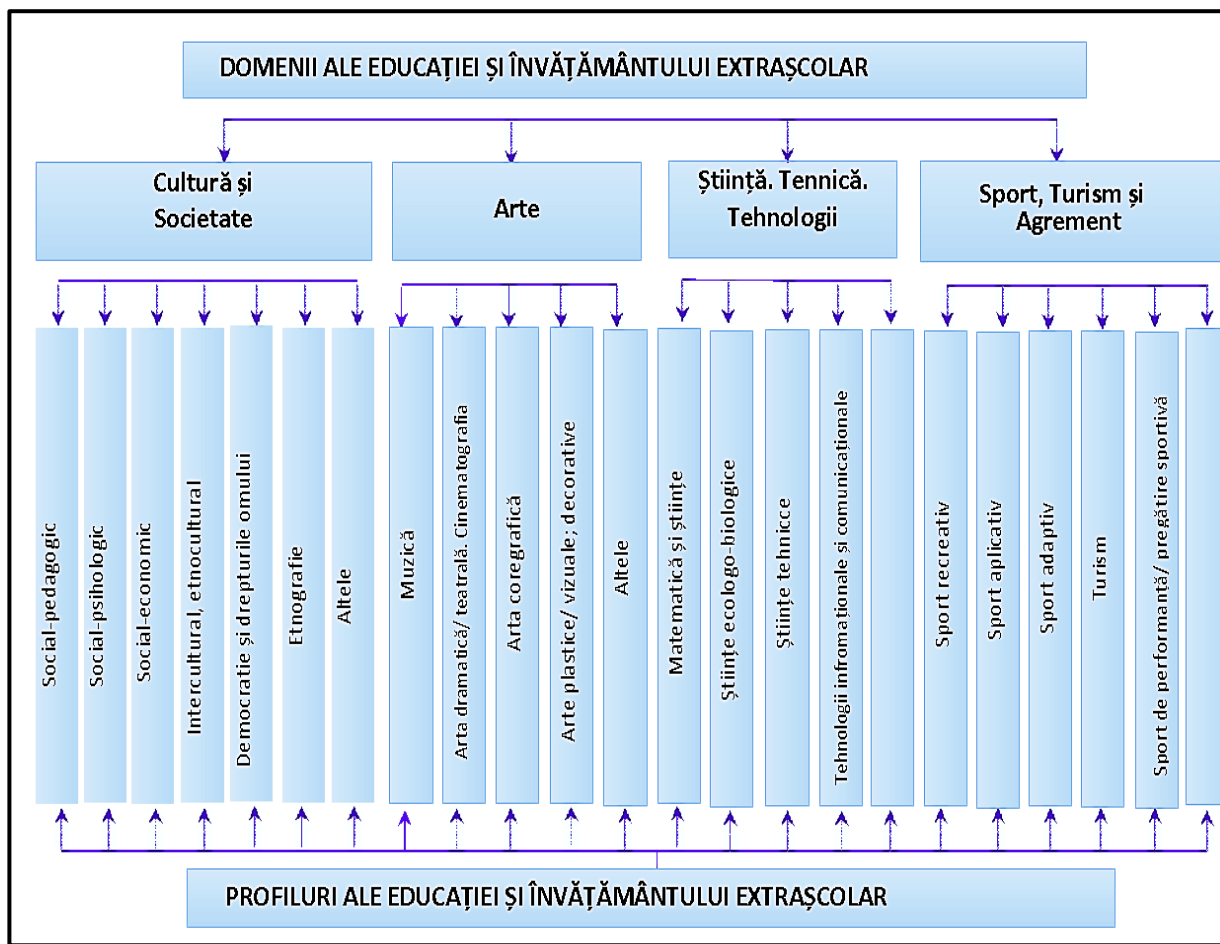 DOMENII ALE EDUCAȚIEI ȘI ÎNVĂȚĂMÂNTULUI EXTRAȘCOLAR
Cultură și
Societate
Arte
Știință. Tennică.
Tehnologii
Sport, Turism și
Agrement
Social-pedagogic
Social-psihologic
Social-economic
Intercultural, etnocultural
Democratie și drepturile omului
Etnografie
Altele
Muzică
Arta dramatică/ teatrală. Cinematografia
Arta coregrafică
Arte plastice/ vizuale; decorative
Altele
Matematică și științe
Științe ecologo-biologice
Științe tehnicce
Tehnologii infromaționale și comunicaționale
Sport recreativ
Sport aplicativ
Sport adaptiv
Turism
Sport de performanță/ pregătire sportivă
PROFILURI ALE EDUCAȚIEI ȘI ÎNVĂȚĂMÂNTULUI EXTRAȘCOLAR